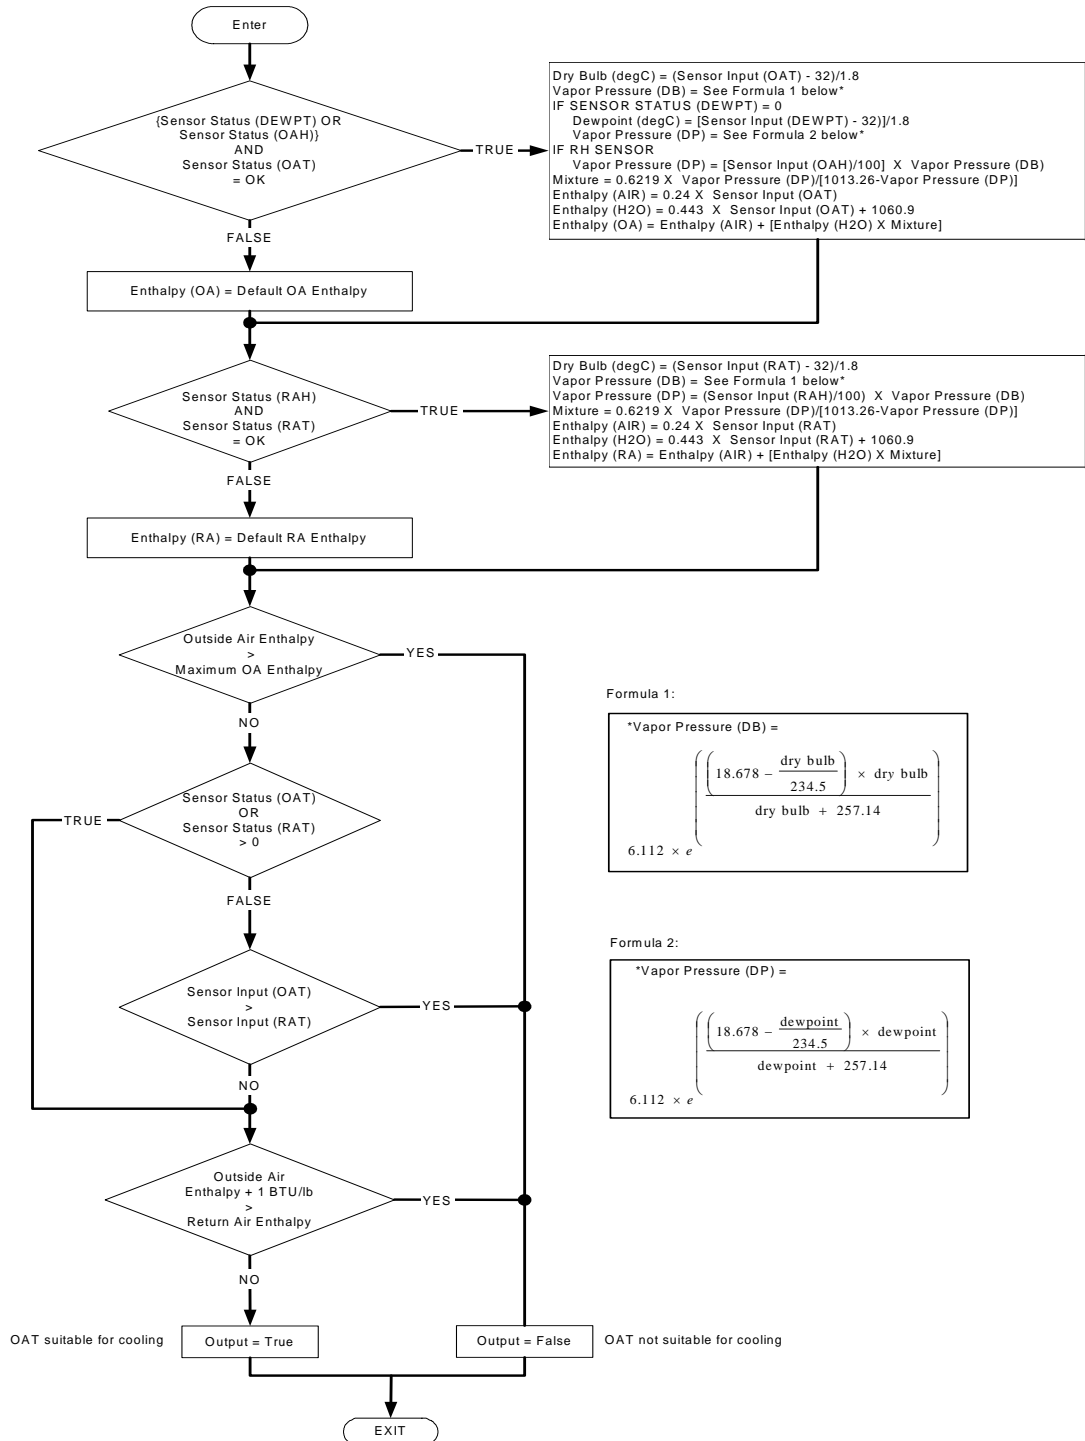 Enter
{Sensor Status (DEWPT) OR
Sensor Status (OAH)}
AND
Sensor Status (OAT)
= OK
TRUE
Dry Bulb (degC) = (Sensor Input (OAT) - 32)/1.8
Vapor Pressure (DB) = See Formula 1 below*
IF SENSOR STATUS (DEWPT) = 0
Dewpoint (degC) = [Sensor Input (DEWPT) - 32)]/1.8
Vapor Pressure (DP) = See Formula 2 below*
IF RH SENSOR
Vapor Pressure (DP) = [Sensor Input (OAH)/100] X Vapor Pressure (DB)
Mixture = 0.6219 X Vapor Pressure (DP)/[1013.26-Vapor Pressure (DP)]
Enthalpy (AIR) = 0.24 X Sensor Input (OAT)
Enthalpy (H2O) = 0.443 X Sensor Input (OAT) + 1060.9
Enthalpy (OA) = Enthalpy (AIR) + [Enthalpy (H2O) X Mixture]
FALSE
Enthalpy (OA) = Default OA Enthalpy
Sensor Status (RAH)
AND
Sensor Status (RAT)
= OK
TRUE
Dry Bulb (degC) = (Sensor Input (RAT) - 32)/1.8
Vapor Pressure (DB) = See Formula 1 below*
Vapor Pressure (DP) = (Sensor Input (RAH)/100) X Vapor Pressure (DB)
Mixture = 0.6219 X Vapor Pressure (DP)/[1013.26-Vapor Pressure (DP)]
Enthalpy (AIR) = 0.24 X Sensor Input (RAT)
Enthalpy (H2O) = 0.443 X Sensor Input (RAT) + 1060.9
Enthalpy (RA) = Enthalpy (AIR) + [Enthalpy (H2O) X Mixture]
FALSE
Enthalpy (RA) = Default RA Enthalpy
Outside Air Enthalpy
>
Maximum OA Enthalpy
YES
NO
Sensor Status (OAT)
OR
Sensor Status (RAT)
> 0
TRUE
FALSE
Sensor Input (OAT)
>
Sensor Input (RAT)
YES
NO
Outside Air
Enthalpy + 1 BTU/lb
>
Return Air Enthalpy
YES
NO
OAT suitable for cooling
Output = True
Output = False
OAT not suitable for cooling
EXIT
Formula 1:
*Vapor Pressure (DB) =
dry bulb
(18.678 – ) × dry bulb
234.5
dry bulb + 257.14
6.112 × e
Formula 2:
*Vapor Pressure (DP) =
dewpoint
(18.678 – ) × dewpoint
234.5
dewpoint + 257.14
6.112 × e